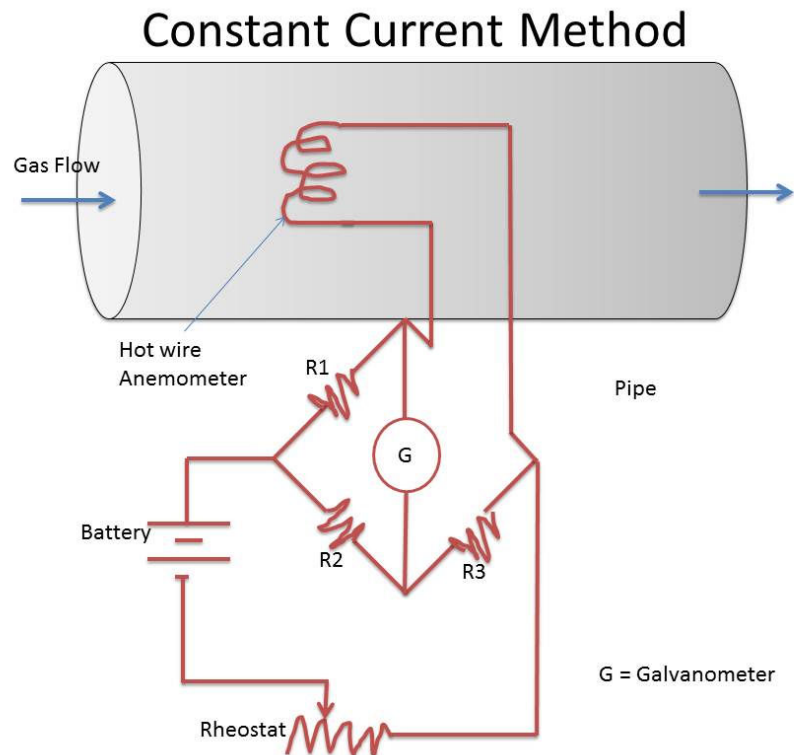 Constant Current Method
Gas Flow
Hot wire
Anemometer
R1
Pipe
G
Battery
R2
R3
G = Galvanometer
Rheostat